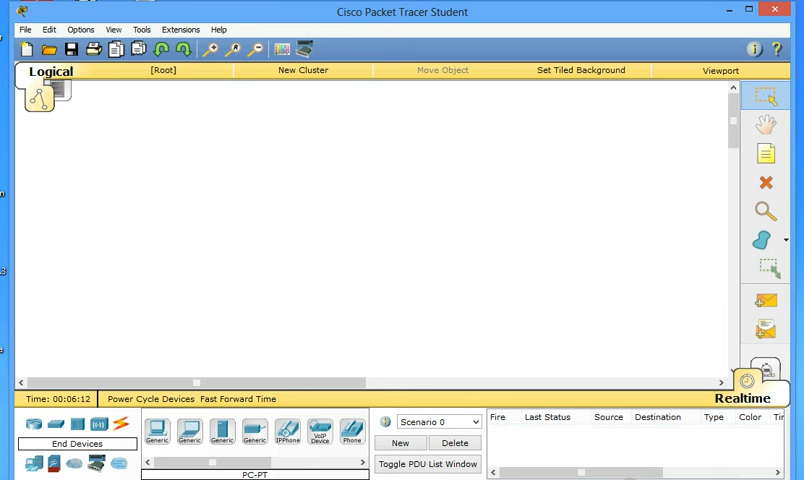 Cisco Packet Tracer Student
File Edit Options View Tools Extensions Help
Logical [Root] New Cluster Move Object Set Tiled Background Viewport
Time: 00:06:12 Power Cycle Devices Fast Forward Time Realtime
End Devices
Generic Generic Generic Generic IPPhone VoIP Device Phone
PC-PT
Scenario 0
New Delete
Toggle PDU List Window
Fire Last Status Source Destination Type Color